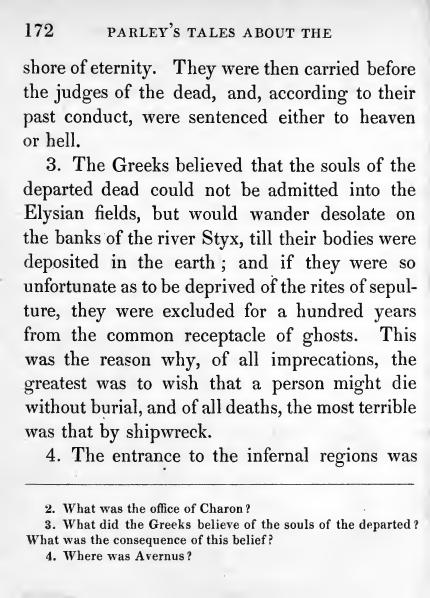 172 PARLEY'S TALES ABOUT THE
shore of eternity. They were then carried before
the judges of the dead, and, according to their
past conduct, were sentenced either to heaven
or hell.
3. The Greeks believed that the souls of the
departed dead could not be admitted into the
Elysian fields, but would wander desolate on
the banks of the river Styx, till their bodies were
deposited in the earth; and if they were so
unfortunate as to be deprived of the rites of sepul-
ture, they were excluded for a hundred years
from the common receptacle of ghosts. This
was the reason why, of all imprecations, the
greatest was to wish that a person might die
without burial, and of all deaths, the most terrible
was that by shipwreck.
4. The entrance to the infernal regions was
2. What was the office of Charon?
3. What did the Greeks believe of the souls of the departed?
What was the consequence of this belief?
4. Where was Avernus?